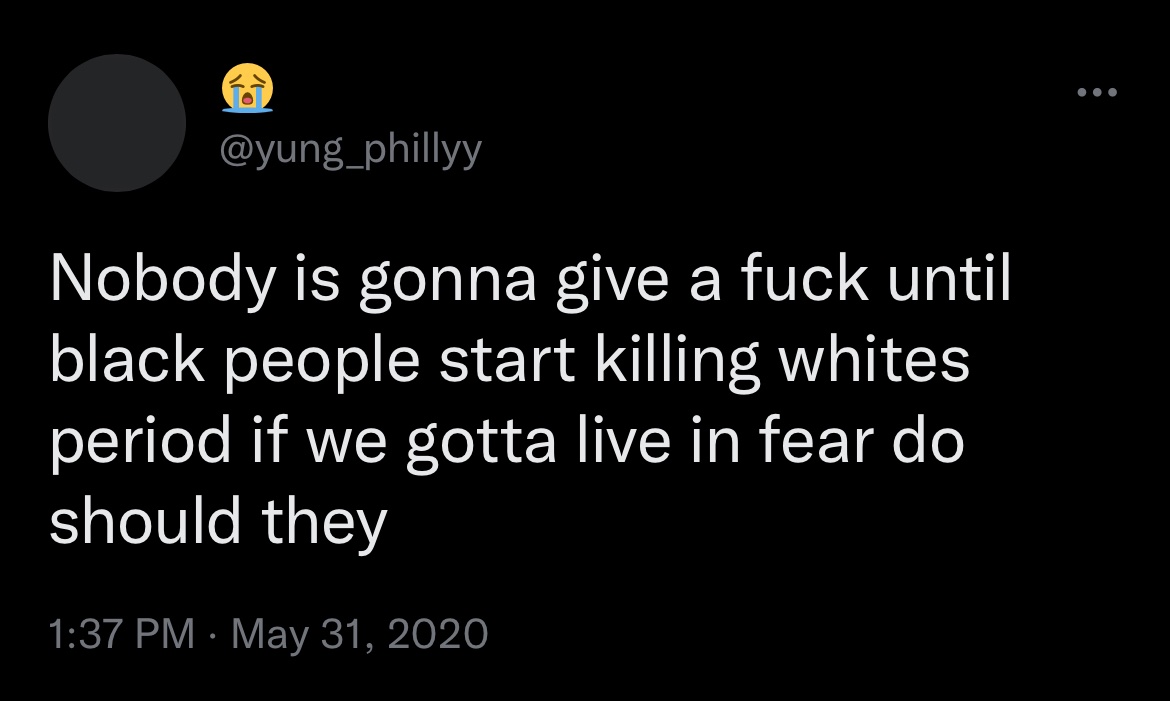 😭
@yung_phillyy
Nobody is gonna give a fuck until
black people start killing whites
period if we gotta live in fear do
should they
1:37 PM · May 31, 2020